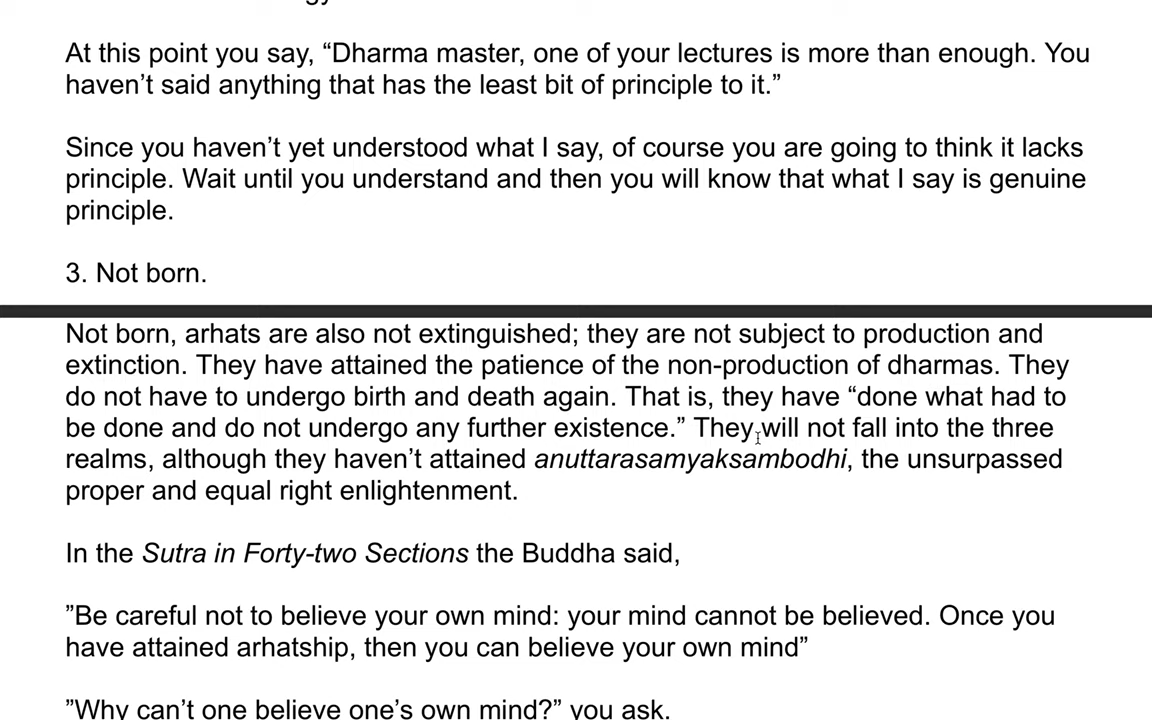 At this point you say, “Dharma master, one of your lectures is more than enough. You
haven’t said anything that has the least bit of principle to it.”
Since you haven’t yet understood what I say, of course you are going to think it lacks
principle. Wait until you understand and then you will know that what I say is genuine
principle.
3. Not born.
Not born, arhats are also not extinguished; they are not subject to production and
extinction. They have attained the patience of the non-production of dharmas. They
do not have to undergo birth and death again. That is, they have “done what had to
be done and do not undergo any further existence.” They will not fall into the three
realms, although they haven’t attained anuttarasamyaksambodhi, the unsurpassed
proper and equal right enlightenment.
In the Sutra in Forty-two Sections the Buddha said,
”Be careful not to believe your own mind: your mind cannot be believed. Once you
have attained arhatship, then you can believe your own mind”
”Why can’t one believe one’s own mind?” you ask.